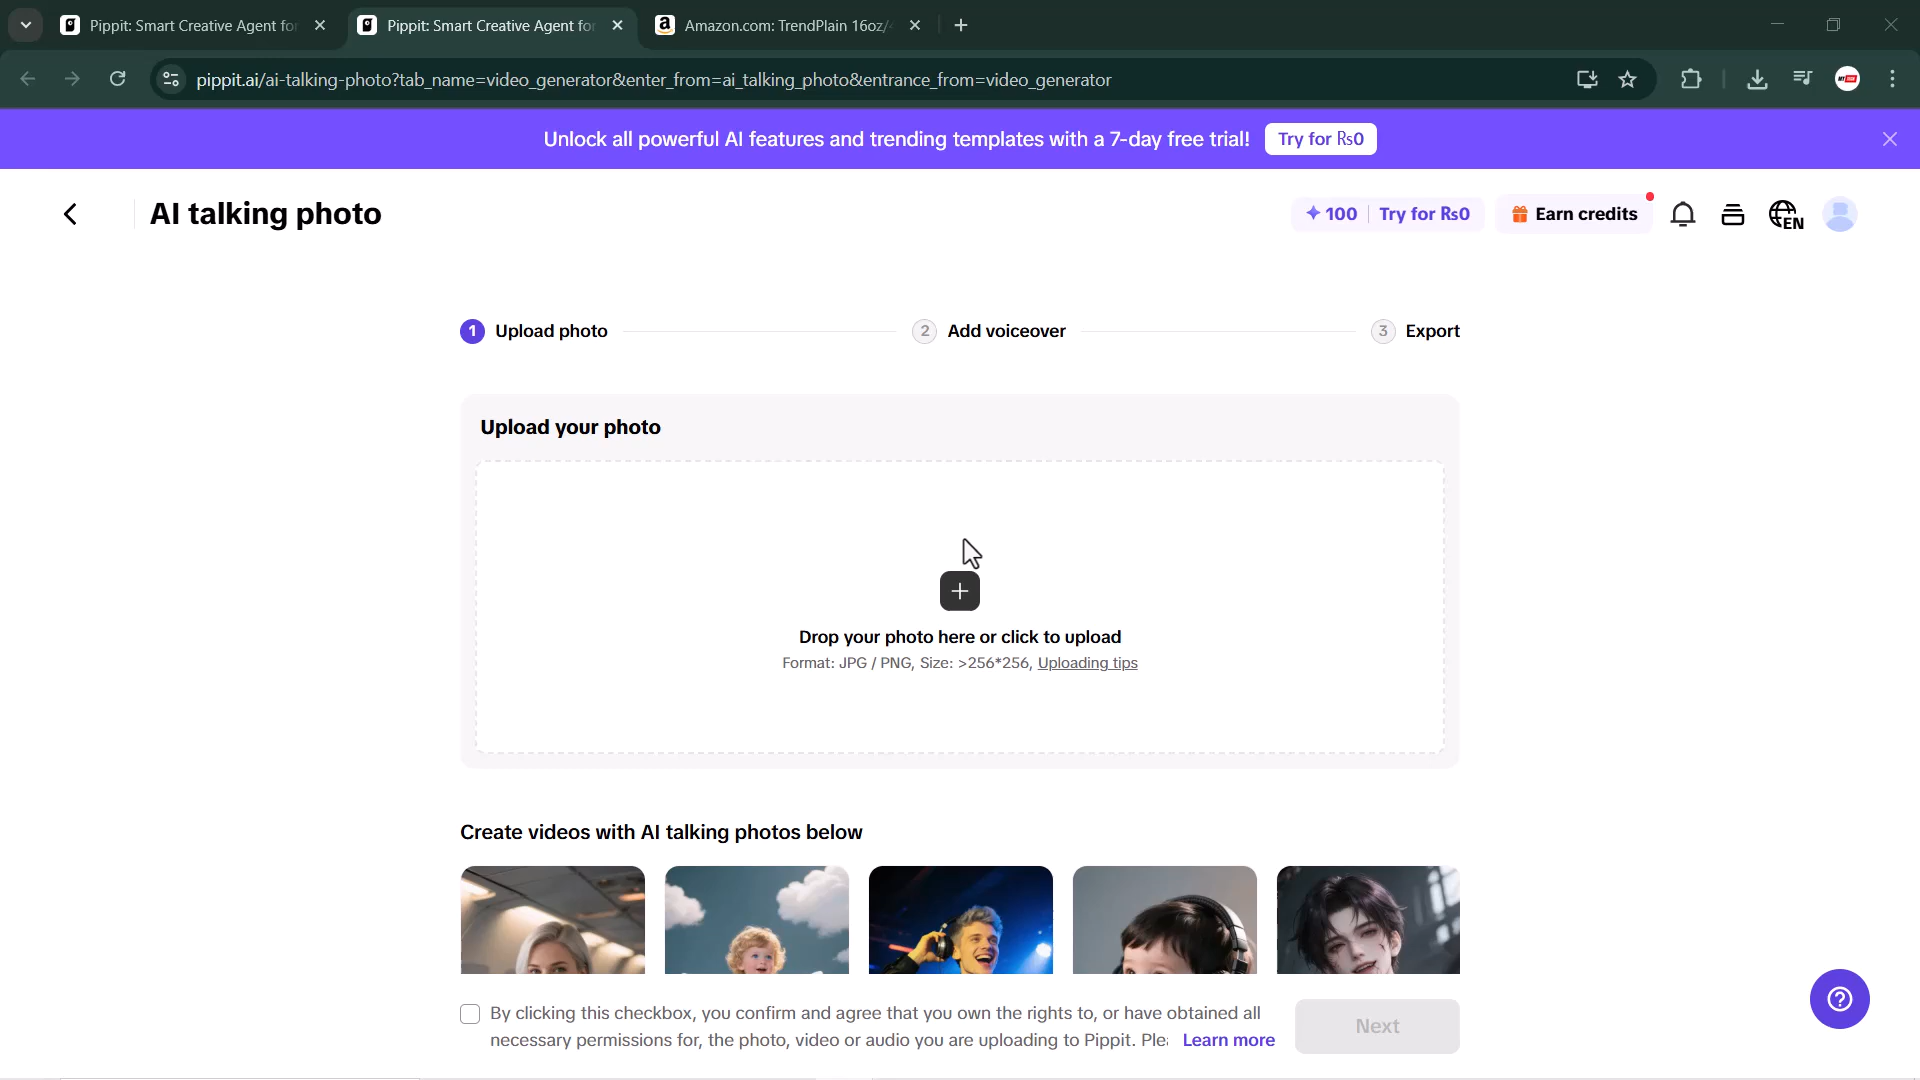 Pippit: Smart Creative Agent for
Pippit: Smart Creative Agent for
Amazon.com: TrendPlain 16oz/
pippit.ai/ai-talking-photo?tab_name=video_generator&enter_from=ai_talking_photo&entrance_from=video_generator
Unlock all powerful AI features and trending templates with a 7-day free trial!
Try for Rs0
AI talking photo
100
Try for Rs0
Earn credits
EN
1 Upload photo
2 Add voiceover
3 Export
Upload your photo
Drop your photo here or click to upload
Format: JPG / PNG, Size: >256*256, Uploading tips
Create videos with AI talking photos below
By clicking this checkbox, you confirm and agree that you own the rights to, or have obtained all
necessary permissions for, the photo, video or audio you are uploading to Pippit. Ple
Learn more
Next